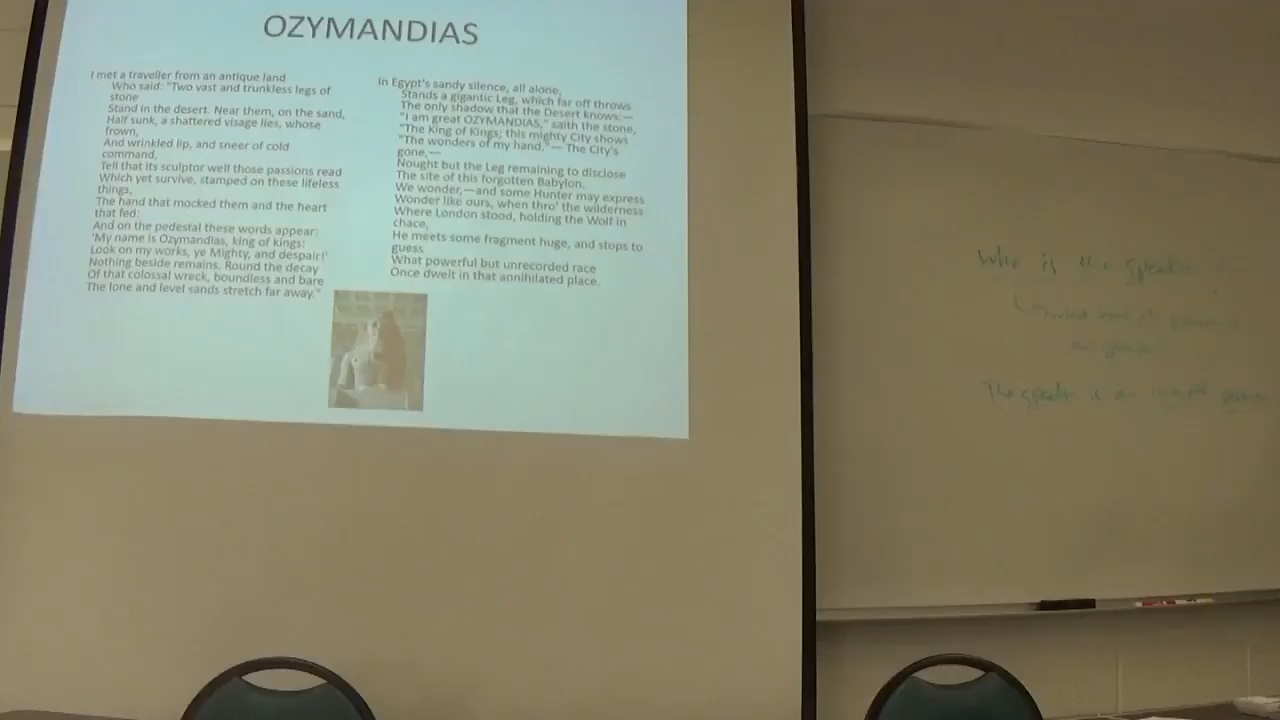 OZYMANDIAS
I met a traveller from an antique land
Who said: "Two vast and trunkless legs of
stone
Stand in the desert. Near them, on the sand,
Half sunk, a shattered visage lies, whose
frown,
And wrinkled lip, and sneer of cold
command,
Tell that its sculptor well those passions read
Which yet survive, stamped on these lifeless
things,
The hand that mocked them and the heart
that fed:
And on the pedestal these words appear:
'My name is Ozymandias, king of kings:
Look on my works, ye Mighty, and despair!'
Nothing beside remains. Round the decay
Of that colossal wreck, boundless and bare
The lone and level sands stretch far away."
In Egypt's sandy silence, all alone,
Stands a gigantic Leg, which far off throws
The only shadow that the Desert knows:—
"I am great OZYMANDIAS," saith the stone,
"The King of Kings; this mighty City shows
"The wonders of my hand."— The City's
gone,—
Nought but the Leg remaining to disclose
The site of this forgotten Babylon.
We wonder,—and some Hunter may express
Wonder like ours, when thro' the wilderness
Where London stood, holding the Wolf in
chace,
He meets some fragment huge, and stops to
guess
What powerful but unrecorded race
Once dwelt in that annihilated place.
Who is the speaker
The speaker is an